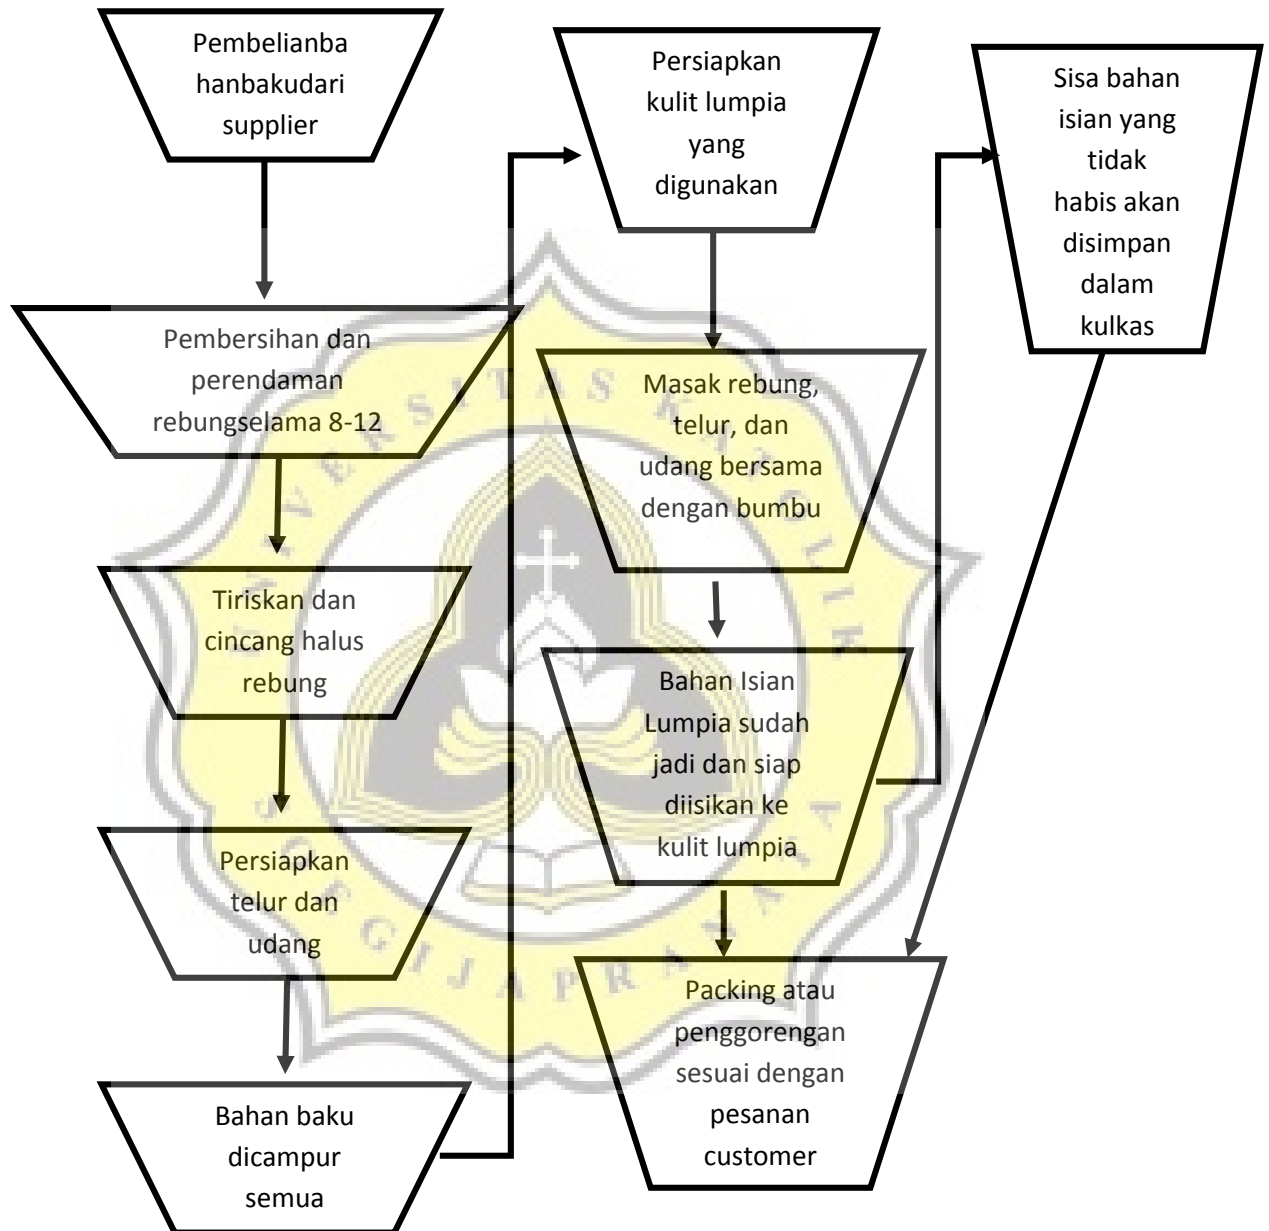 Pembelianba
hanbakudari
supplier
Pembersihan dan
perendaman
rebungselama 8-12
Tiriskan dan
cincang halus
rebung
Persiapkan
telur dan
udang
Bahan baku
dicampur
semua
Persiapkan
kulit lumpia
yang
digunakan
Masak rebung,
telur, dan
udang bersama
dengan bumbu
Bahan Isian
Lumpia sudah
jadi dan siap
diisikan ke
kulit lumpia
Packing atau
penggorengan
sesuai dengan
pesanan
customer
Sisa bahan
isian yang
tidak
habis akan
disimpan
dalam
kulkas
UNIVERSITAS KATOLIK
SOEGIJAPRANATA